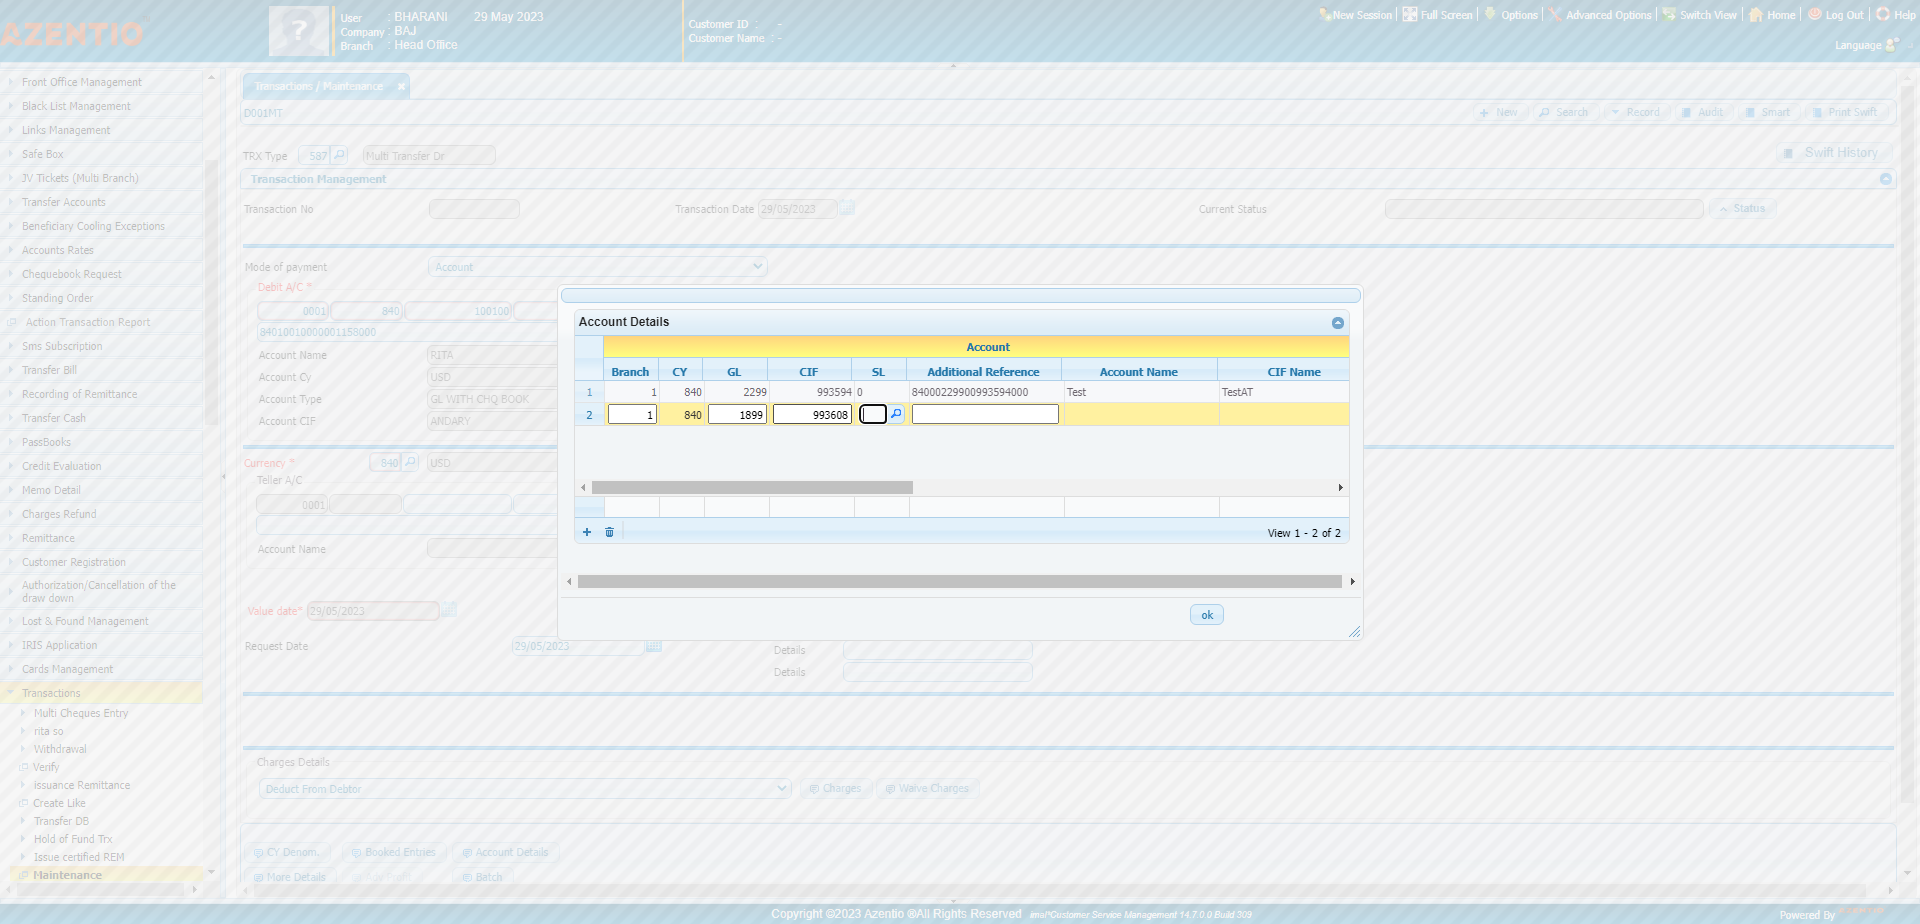 AZENTIO
User : BHARANI 29 May 2023
Company : BAJ
Branch : Head Office
Customer ID : -
Customer Name : -
New Session Full Screen Options Advanced Options Switch View Home Log Out Help
Language
Front Office Management
Black List Management
Links Management
Safe Box
JV Tickets (Multi Branch)
Transfer Accounts
Beneficiary Cooling Exceptions
Accounts Rates
Chequebook Request
Standing Order
Action Transaction Report
Sms Subscription
Transfer Bill
Recording of Remittance
Transfer Cash
PassBooks
Credit Evaluation
Memo Detail
Charges Refund
Remittance
Customer Registration
Authorization/Cancellation of the
draw down
Lost & Found Management
IRIS Application
Cards Management
Transactions
Multi Cheques Entry
rita so
Withdrawal
Verify
issuance Remittance
Create Like
Transfer DB
Hold of Fund Trx
Issue certified REM
Maintenance
Transactions / Maintenance
D001MT
New Search Record Audit Smart Print Swift
TRX Type 587 Multi Transfer Dr
Swift History
Transaction Management
Transaction No Transaction Date 29/05/2023 Current Status Status
Mode of payment Account
Debit A/C *
0001 840 100100
84010010000001158000
Account Name RITA
Account Cy USD
Account Type GL WITH CHQ BOOK
Account CIF ANDARY
Currency * 840 USD
Teller A/C
0001
Account Name
Value date* 29/05/2023
Request Date 29/05/2023
Details
Details
Account Details
Account
Branch CY GL CIF SL Additional Reference Account Name CIF Name
1 1 840 2299 993594 0 84000229900993594000 Test TestAT
2 1 840 1899 993608
View 1 - 2 of 2
ok
Charges Details
Deduct From Debtor Charges Waive Charges
CY Denom. Booked Entries Account Details
More Details Adv Profit Batch
Copyright ©2023 Azentio ®All Rights Reserved imal*Customer Service Management 14.7.0.0 Build 309
Powered By